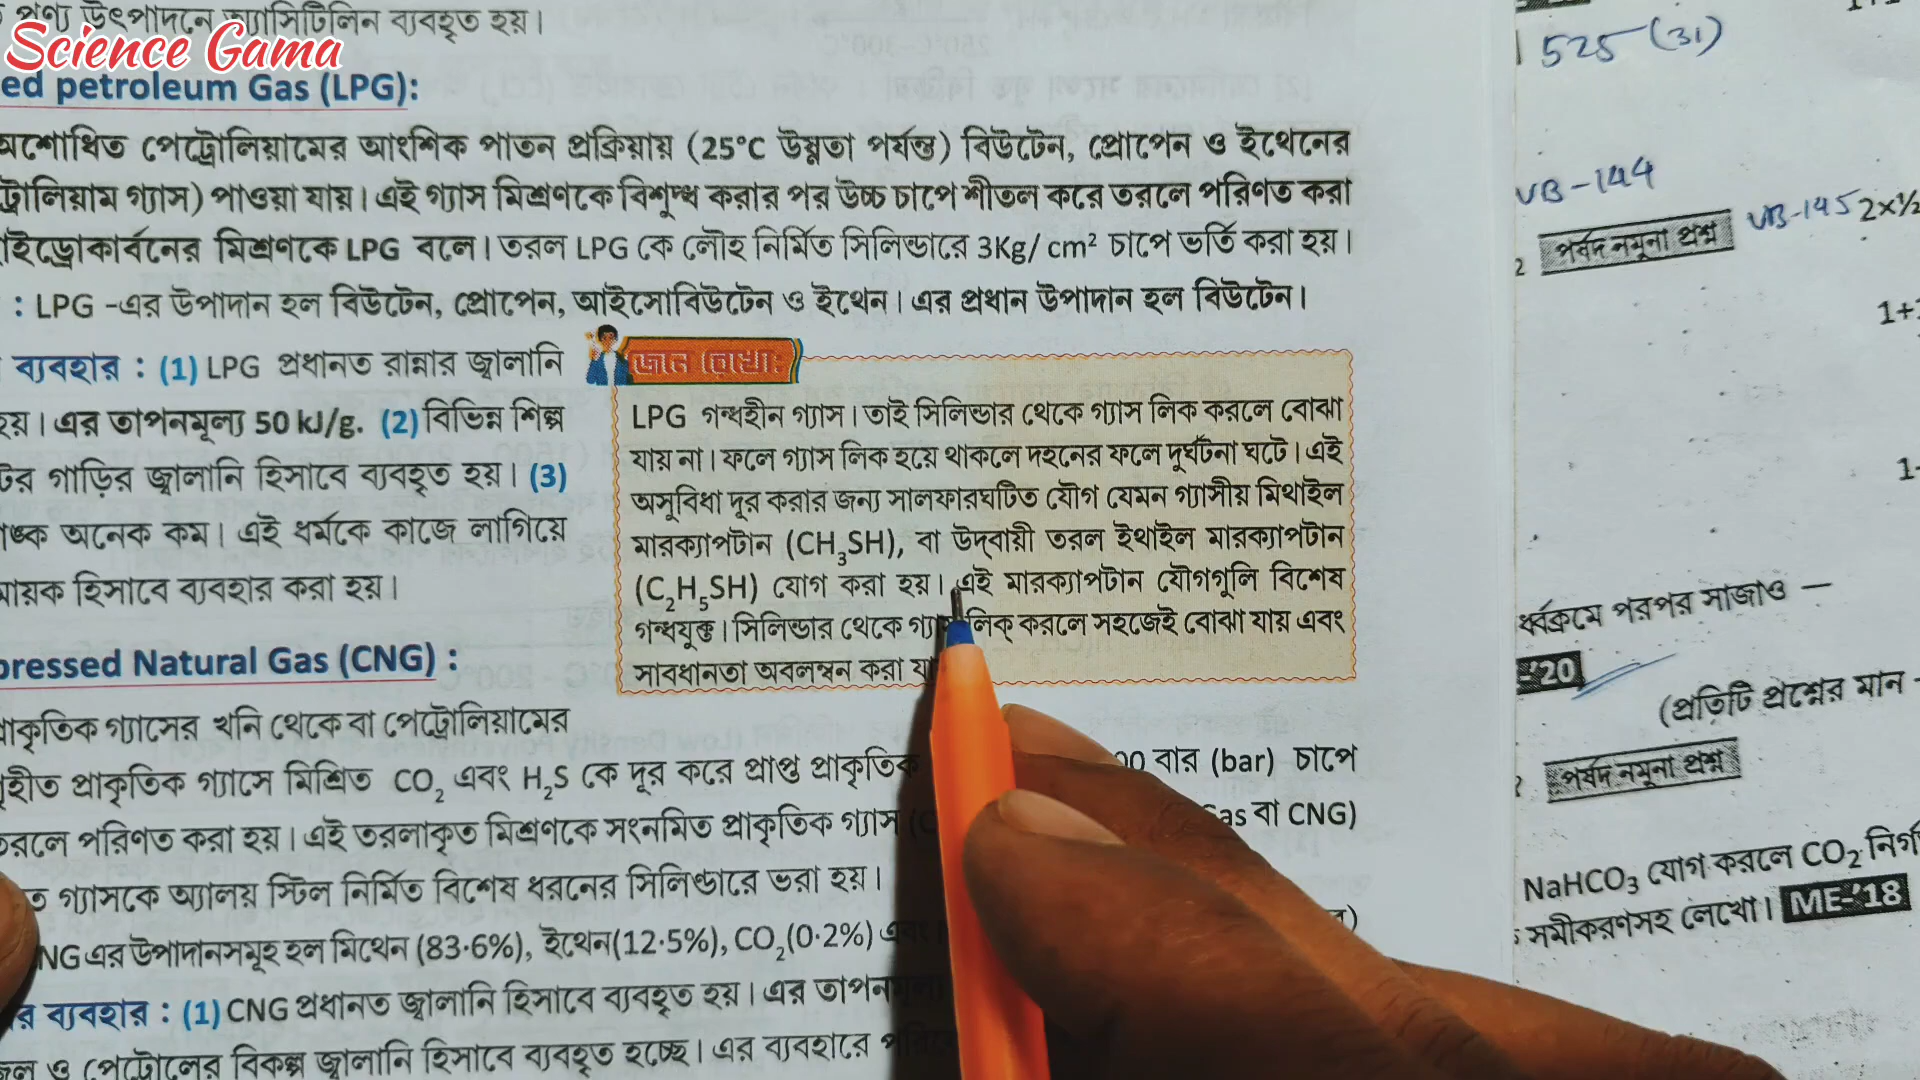 পণ্য উৎপাদনে অ্যাসিটিলিন ব্যবহৃত হয়।
Science Gama
ed petroleum Gas (LPG):
অশোধিত পেট্রোলিয়ামের আংশিক পাতন প্রক্রিয়ায় (25°C উষ্ণতা পর্যন্ত) বিউটেন, প্রোপেন ও ইথেনের
ট্রোলিয়াম গ্যাস) পাওয়া যায়। এই গ্যাস মিশ্রণকে বিশুদ্ধ করার পর উচ্চ চাপে শীতল করে তরলে পরিণত করা
াইড্রোকার্বনের মিশ্রণকে LPG বলে। তরল LPG কে লৌহ নির্মিত সিলিন্ডারে 3Kg/ cm² চাপে ভর্তি করা হয়।
: LPG -এর উপাদান হল বিউটেন, প্রোপেন, আইসোবিউটেন ও ইথেন। এর প্রধান উপাদান হল বিউটেন।
ব্যবহার : (1) LPG প্রধানত রান্নার জ্বালানি
হয়। এর তাপনমূল্য 50 kJ/g. (2) বিভিন্ন শিল্প
টর গাড়ির জ্বালানি হিসাবে ব্যবহৃত হয়। (3)
াঙ্ক অনেক কম। এই ধর্মকে কাজে লাগিয়ে
নায়ক হিসাবে ব্যবহার করা হয়।
জেনে রেখো:
LPG গন্ধহীন গ্যাস। তাই সিলিন্ডার থেকে গ্যাস লিক করলে বোঝা
যায় না। ফলে গ্যাস লিক হয়ে থাকলে দহনের ফলে দুর্ঘটনা ঘটে। এই
অসুবিধা দূর করার জন্য সালফারঘটিত যৌগ যেমন গ্যাসীয় মিথাইল
মারক্যাপটান (CH₃SH), বা উদ্‌বায়ী তরল ইথাইল মারক্যাপটান
(C₂H₅SH) যোগ করা হয়। এই মারক্যাপটান যৌগগুলি বিশেষ
গন্ধযুক্ত। সিলিন্ডার থেকে গ্যাস লিক্ করলে সহজেই বোঝা যায় এবং
সাবধানতা অবলম্বন করা যা
pressed Natural Gas (CNG) :
াকৃতিক গ্যাসের খনি থেকে বা পেট্রোলিয়ামের
হীত প্রাকৃতিক গ্যাসে মিশ্রিত CO₂ এবং H₂S কে দূর করে প্রাপ্ত প্রাকৃতিক 00 বার (bar) চাপে
তরলে পরিণত করা হয়। এই তরলাকৃত মিশ্রণকে সংনমিত প্রাকৃতিক গ্যাস (C Gas বা CNG)
ত গ্যাসকে অ্যালয় স্টিল নির্মিত বিশেষ ধরনের সিলিণ্ডারে ভরা হয়।
NG এর উপাদানসমূহ হল মিথেন (83·6%), ইথেন(12·5%), CO₂(0·2%) এবং
র ব্যবহার : (1) CNG প্রধানত জ্বালানি হিসাবে ব্যবহৃত হয়। এর তাপনমূল্য
ও পেট্রোলের বিকল্প জ্বালানি হিসাবে ব্যবহৃত হচ্ছে। এর ব্যবহারে
525 (31)
VB-144
2 পর্ষদ নমুনা প্রশ্ন VB-145 2×½
1+
1-
র্ধ্বক্রমে পরপর সাজাও —
-'20
(প্রতিটি প্রশ্নের মান -
পর্ষদ নমুনা প্রশ্ন
NaHCO₃ যোগ করলে CO₂ নির্গ
সমীকরণসহ লেখো। ME-'18